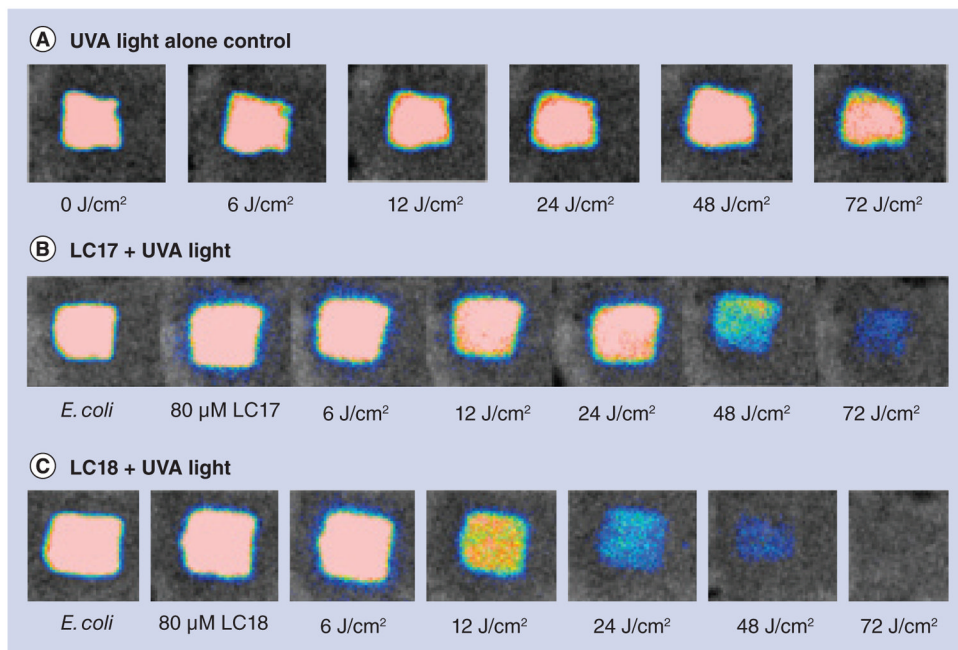 A UVA light alone control
0 J/cm² 6 J/cm² 12 J/cm² 24 J/cm² 48 J/cm² 72 J/cm²
B LC17 + UVA light
E. coli 80 µM LC17 6 J/cm² 12 J/cm² 24 J/cm² 48 J/cm² 72 J/cm²
C LC18 + UVA light
E. coli 80 µM LC18 6 J/cm² 12 J/cm² 24 J/cm² 48 J/cm² 72 J/cm²